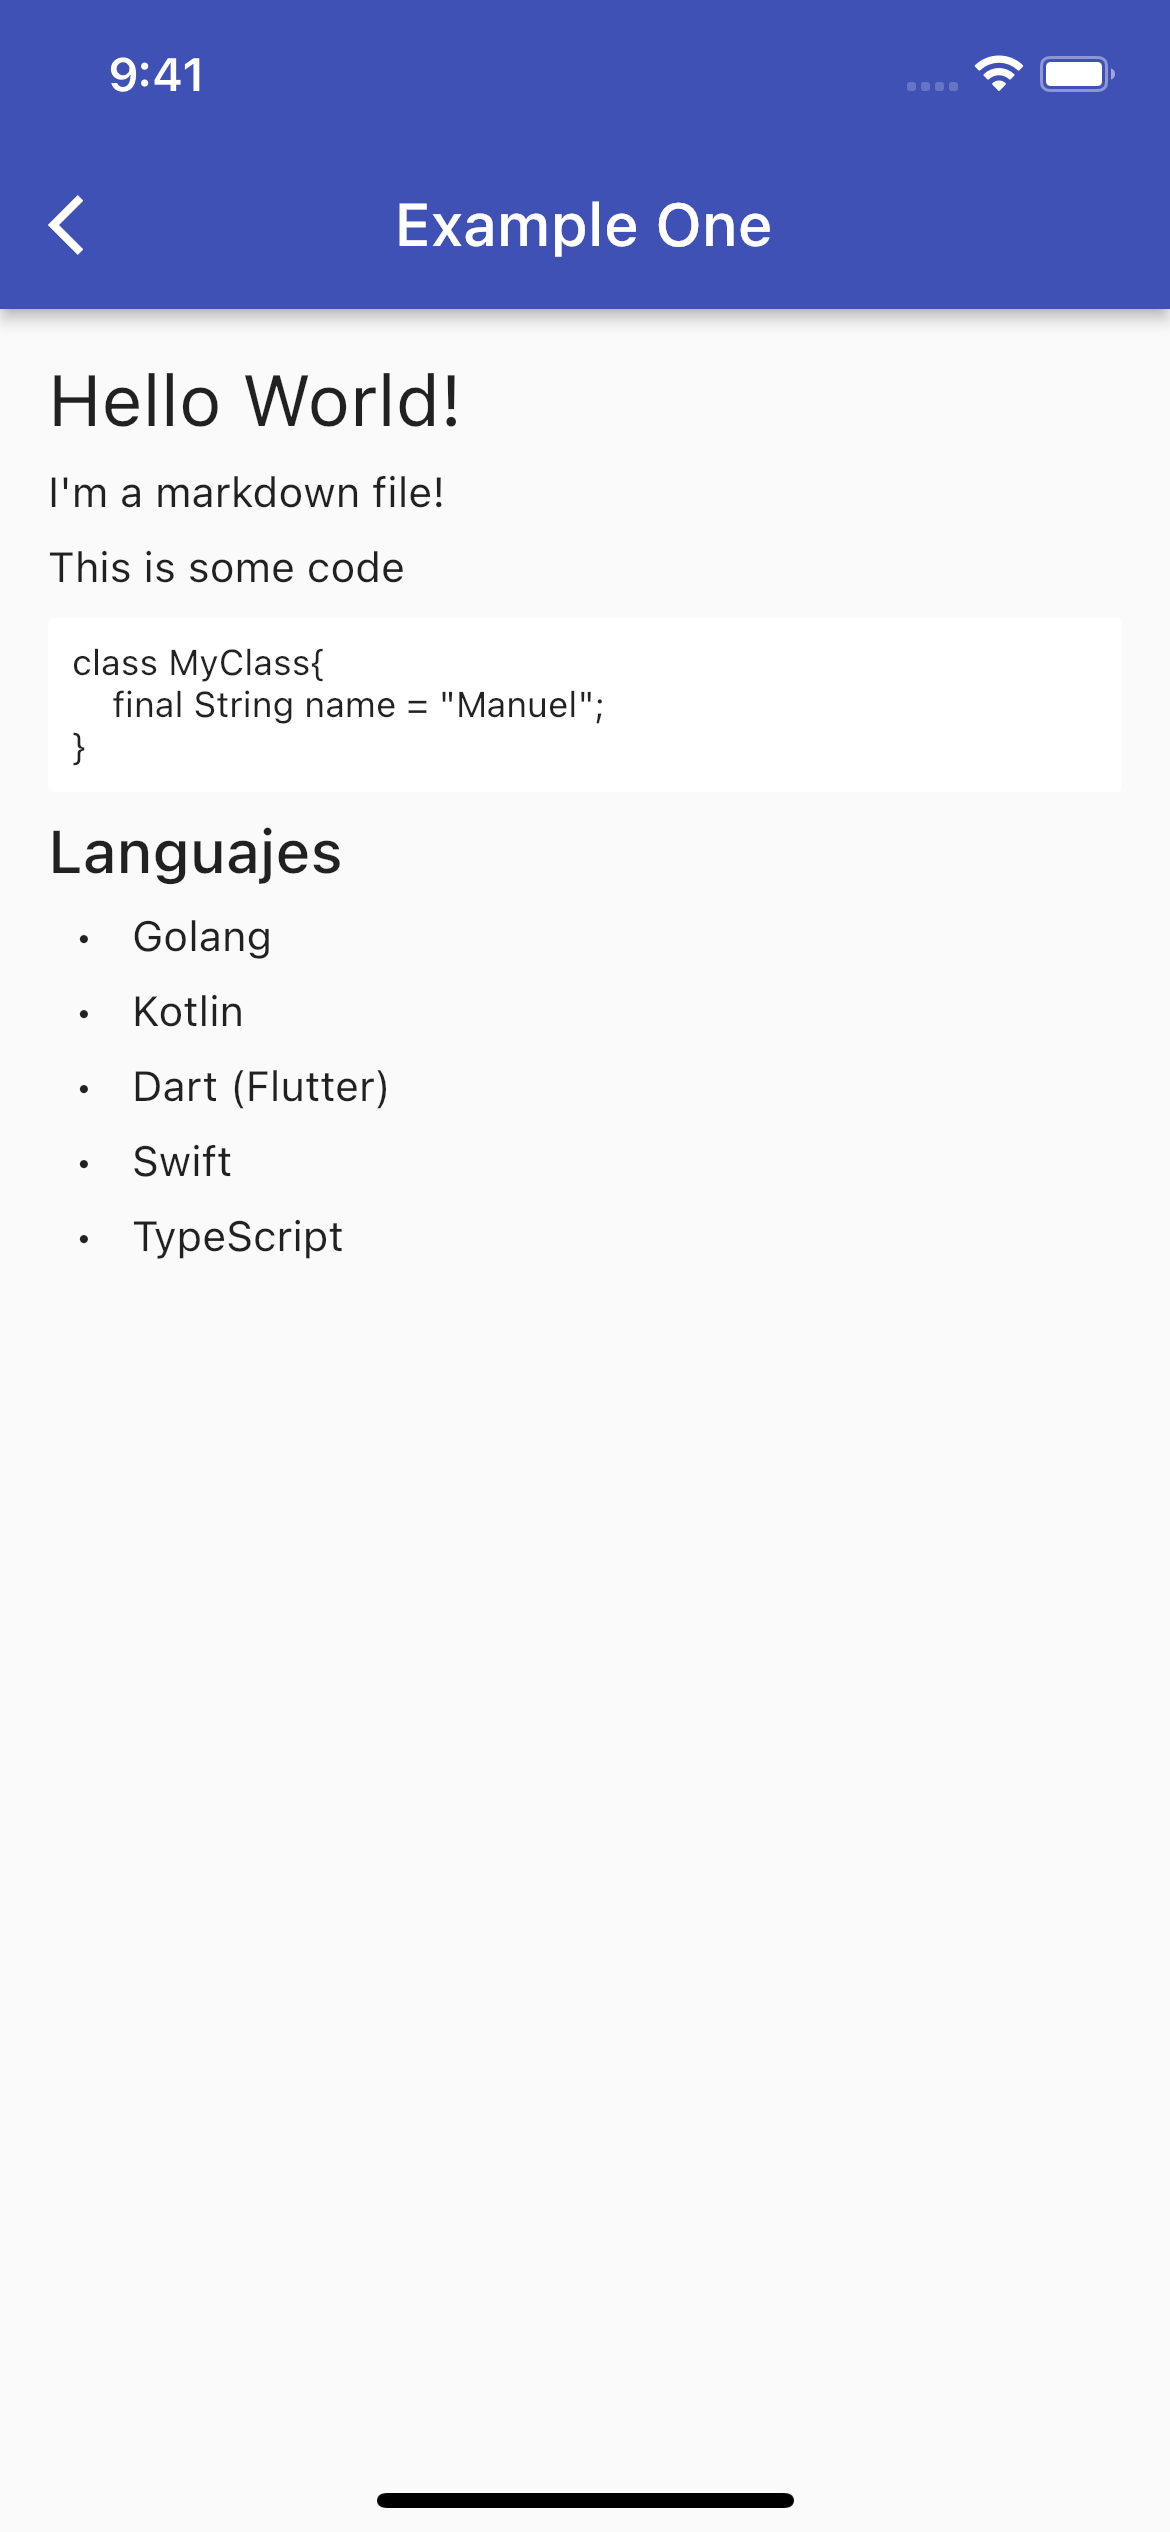 9:41
Example One
Hello World!
I'm a markdown file!
This is some code
class MyClass{
    final String name = "Manuel";
}
Languajes
• Golang
• Kotlin
• Dart (Flutter)
• Swift
• TypeScript